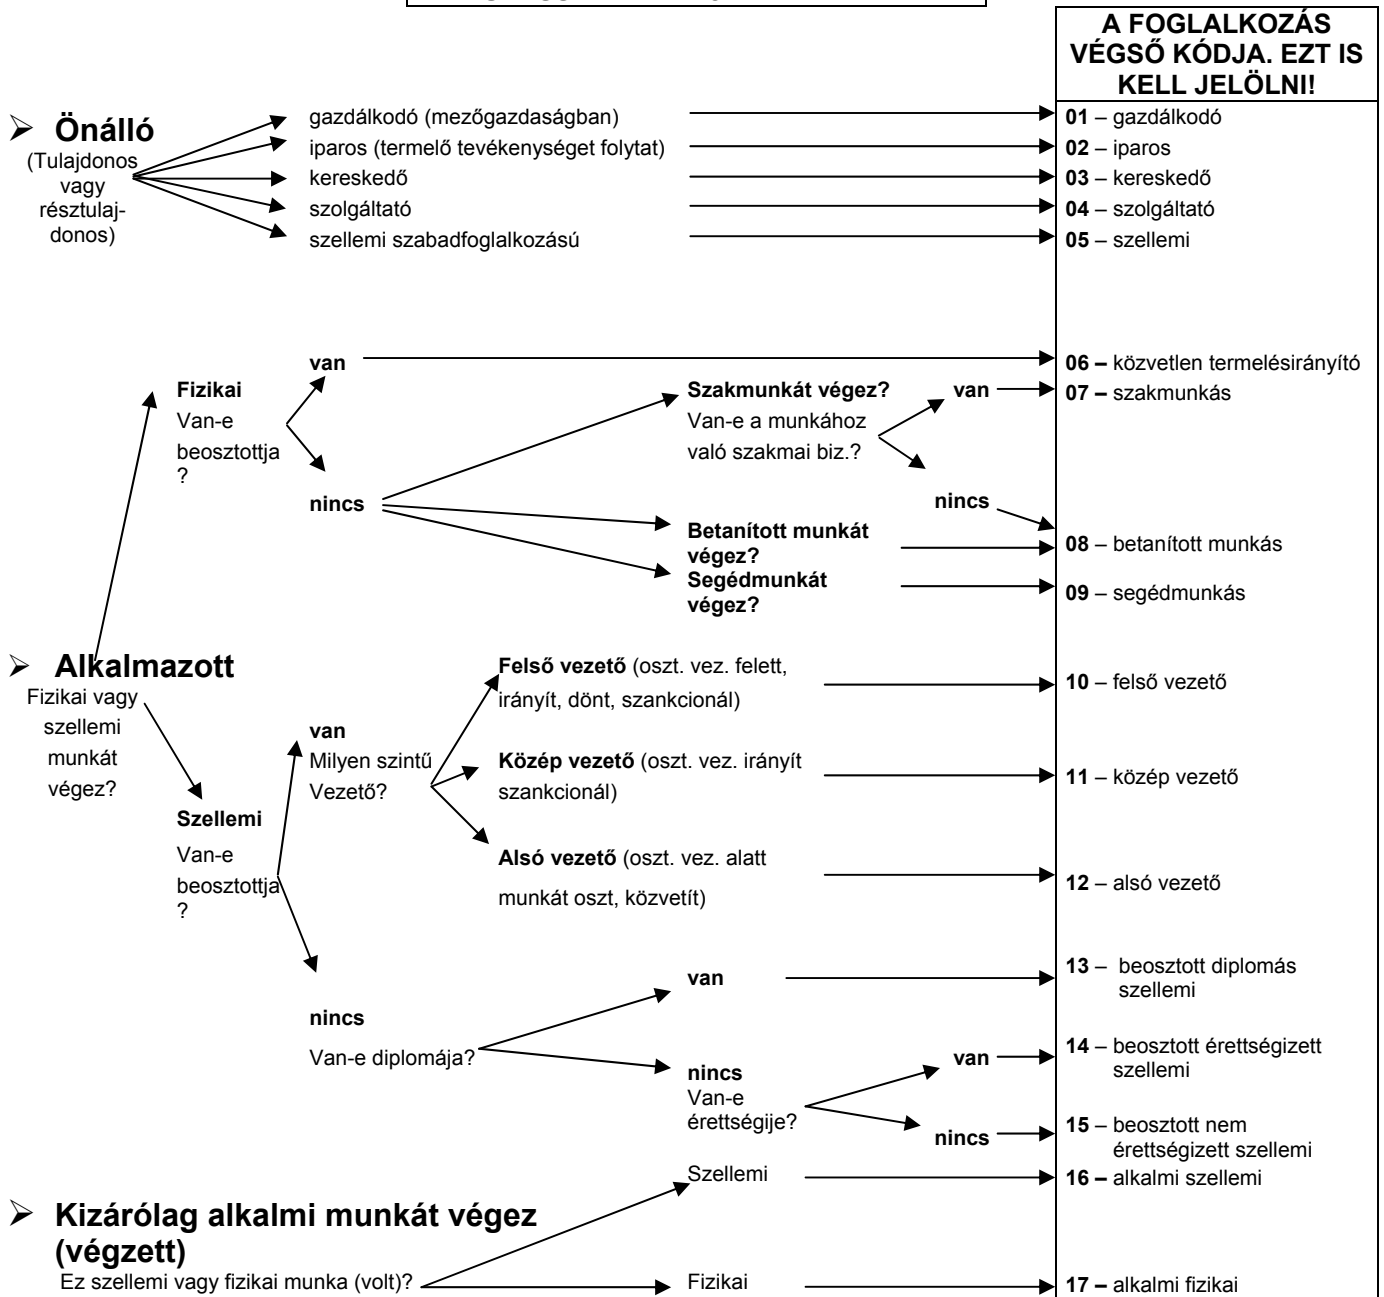 A FOGLALKOZÁS
VÉGSŐ KÓDJA. EZT IS
KELL JELÖLNI!
➢ Önálló
(Tulajdonos
vagy
résztulaj-
donos)
gazdálkodó (mezőgazdaságban)
iparos (termelő tevékenységet folytat)
kereskedő
szolgáltató
szellemi szabadfoglalkozású
01 – gazdálkodó
02 – iparos
03 – kereskedő
04 – szolgáltató
05 – szellemi
➢ Alkalmazott
Fizikai vagy
szellemi
munkát
végez?
Fizikai
Van-e
beosztottja
?
van
nincs
Szakmunkát végez?
Van-e a munkához
való szakmai biz.?
van
nincs
Betanított munkát
végez?
Segédmunkát
végez?
06 – közvetlen termelésirányító
07 – szakmunkás
08 – betanított munkás
09 – segédmunkás
Szellemi
Van-e
beosztottja
?
van
Milyen szintű
Vezető?
Felső vezető (oszt. vez. felett,
irányít, dönt, szankcionál)
Közép vezető (oszt. vez. irányít
szankcionál)
Alsó vezető (oszt. vez. alatt
munkát oszt, közvetít)
10 – felső vezető
11 – közép vezető
12 – alsó vezető
nincs
Van-e diplomája?
van
nincs
Van-e
érettségije?
van
nincs
13 – beosztott diplomás
szellemi
14 – beosztott érettségizett
szellemi
15 – beosztott nem
érettségizett szellemi
➢ Kizárólag alkalmi munkát végez
(végzett)
Ez szellemi vagy fizikai munka (volt)?
Szellemi
Fizikai
16 – alkalmi szellemi
17 – alkalmi fizikai